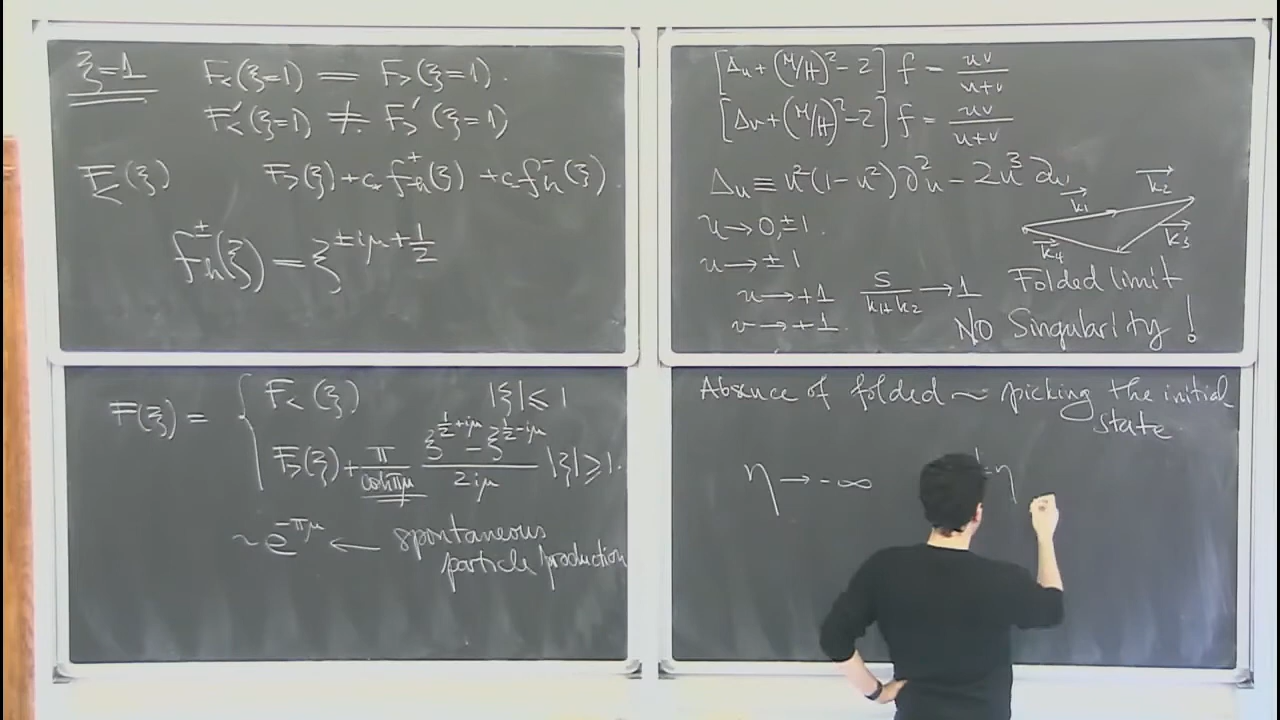 ξ=1 F<(ξ=1) = F>(ξ=1).
F'<(ξ=1) ≠ F'>(ξ=1)
F<(ξ) F>(ξ)+c₊f⁺ₕ(ξ) +c₋f⁻ₕ(ξ).
f±ₕ(ξ) = ξ^{±iμ+1/2}
F(ξ) = { F<(ξ) |ξ|≤1
F>(ξ)+ π/cosh πμ (ξ^{1/2+iμ} − ξ^{1/2−iμ})/2iμ |ξ|≥1.
~e^{-πμ} ← spontaneous
particle production
[Δu+(M/H)²−2] f = uv/(u+v)
[Δv+(M/H)²−2] f = uv/(u+v)
Δu ≡ u²(1−u²)∂²u − 2u³∂u
u→0,±1.
u→±1
u→+1 s/(k₁+k₂) →1
v→+1.
k₁ k₂
k₃
k₄
Folded limit
NO Singularity!
Absence of folded ~ picking the initial
state
η → −∞ η